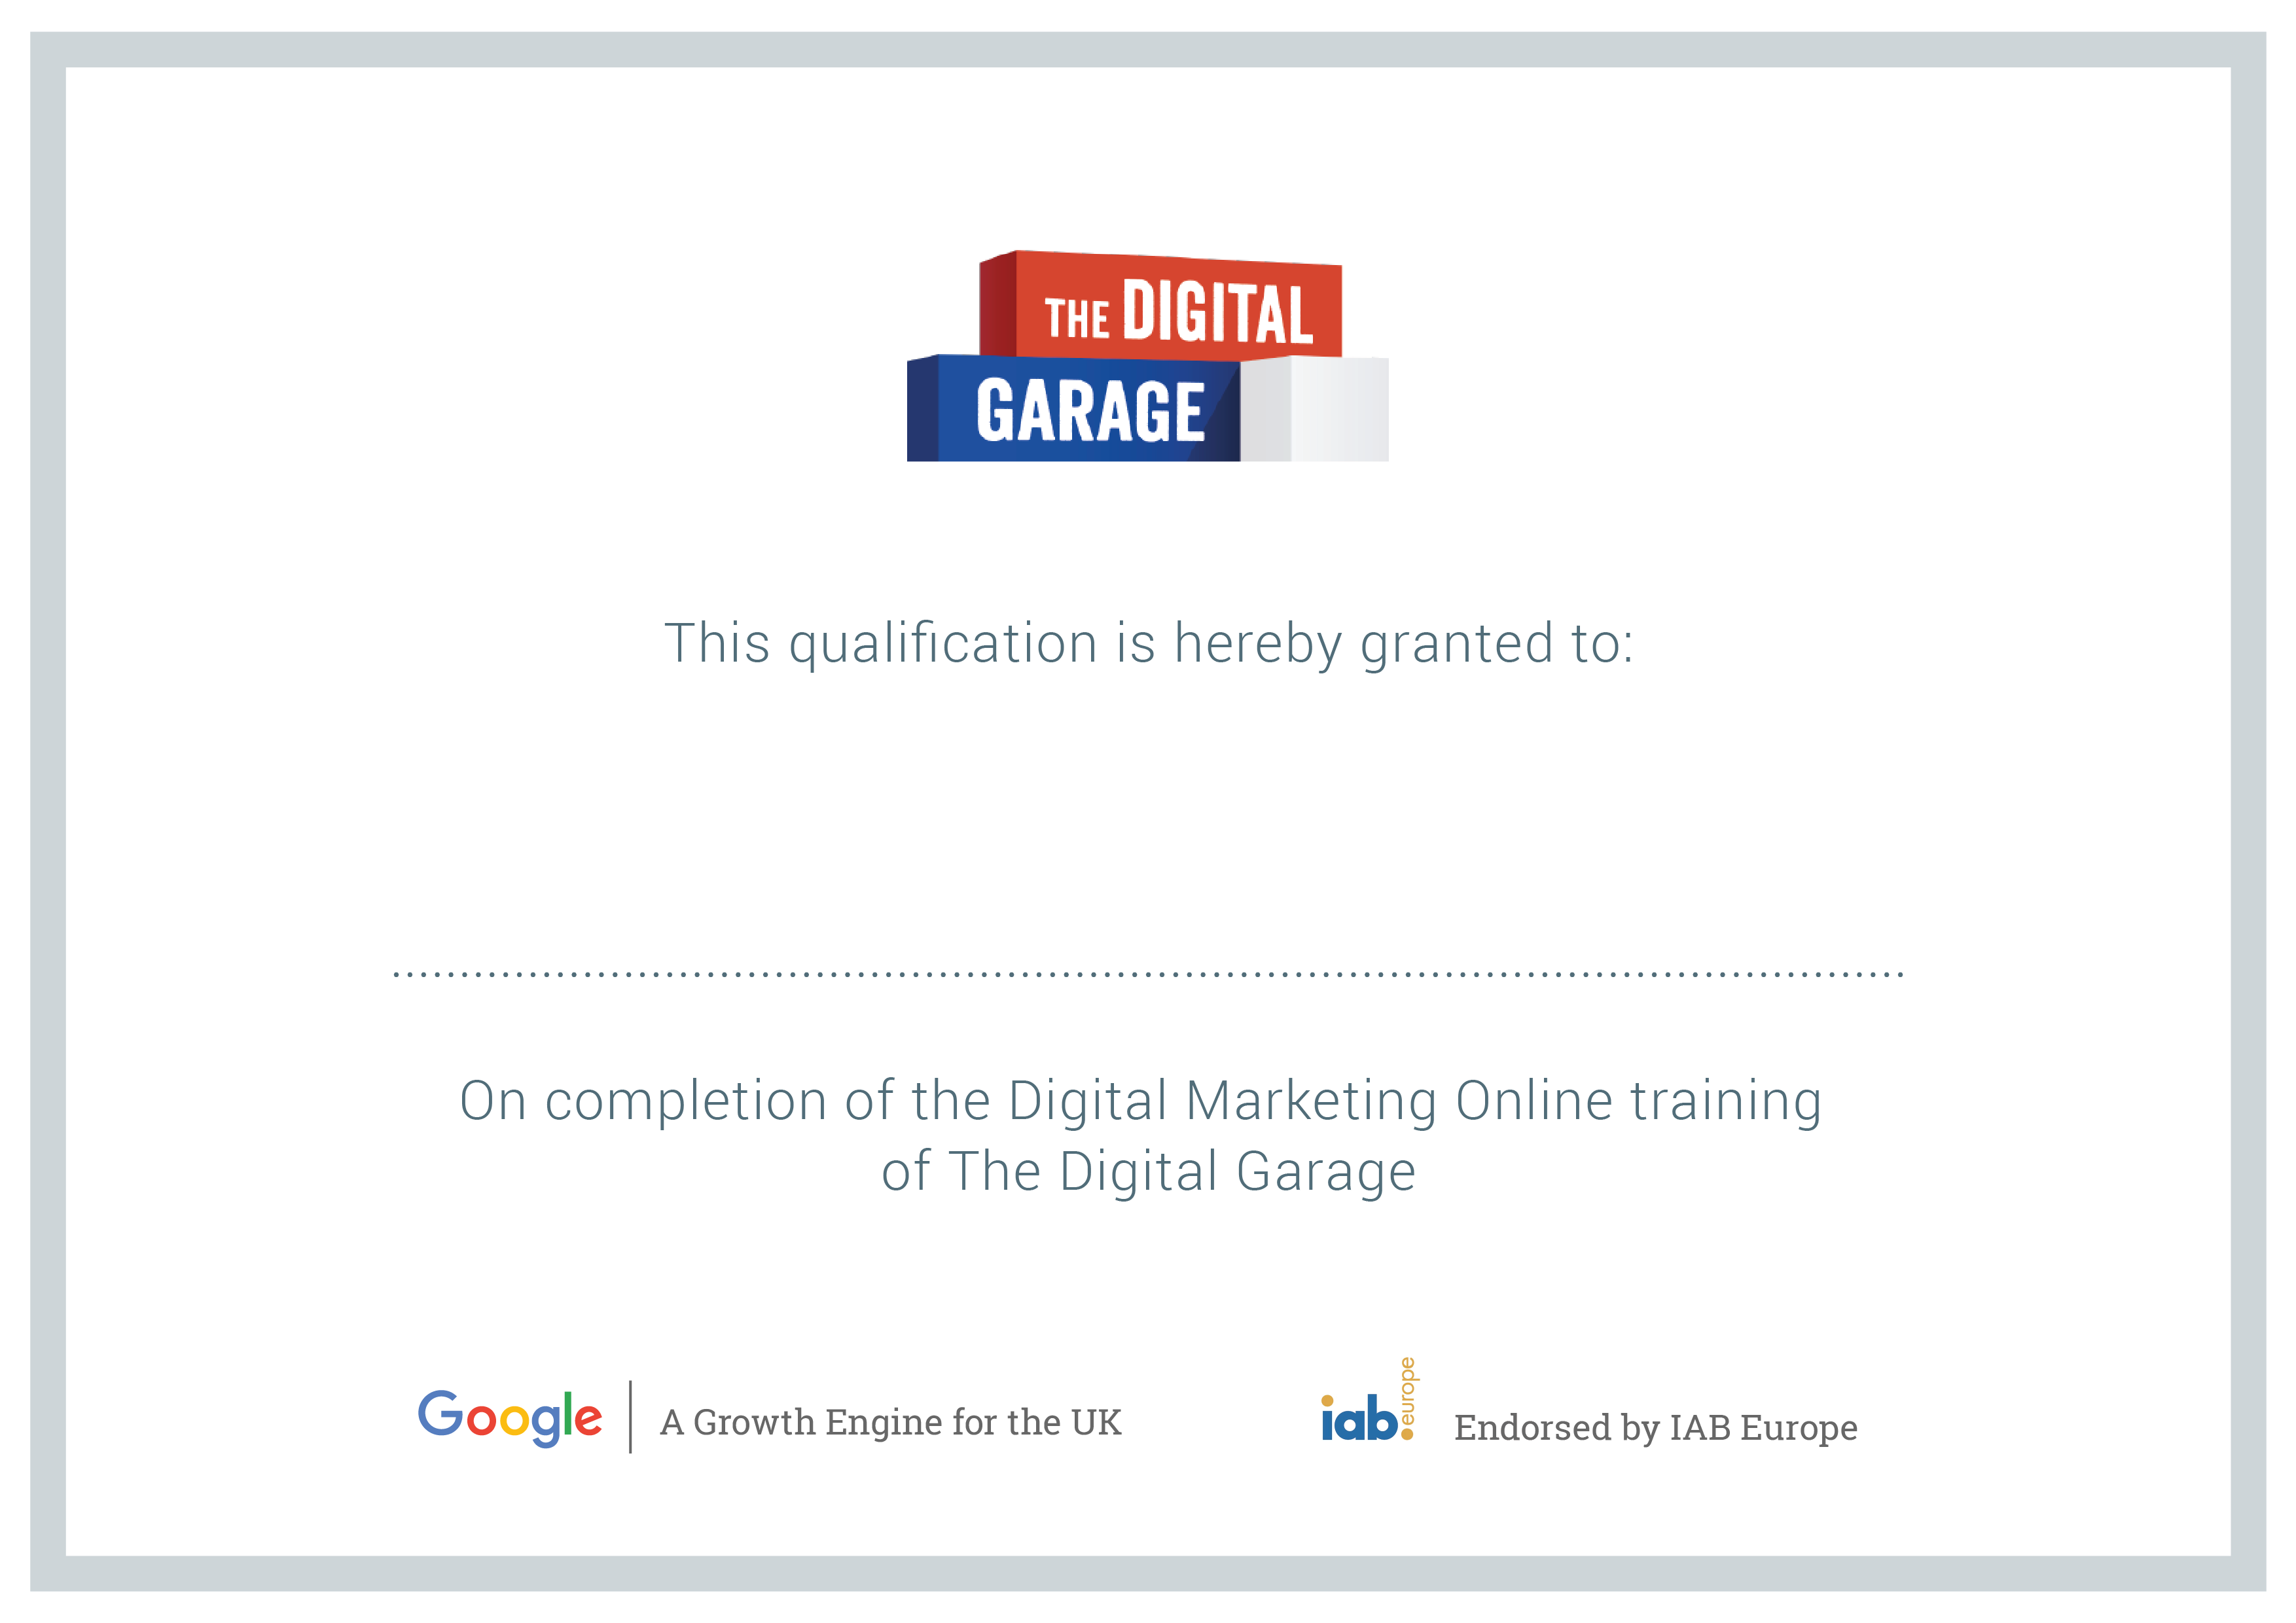 THE DIGITAL
GARAGE
This qualification is hereby granted to:
On completion of the Digital Marketing Online training
of The Digital Garage
Google | A Growth Engine for the UK
iab europe Endorsed by IAB Europe